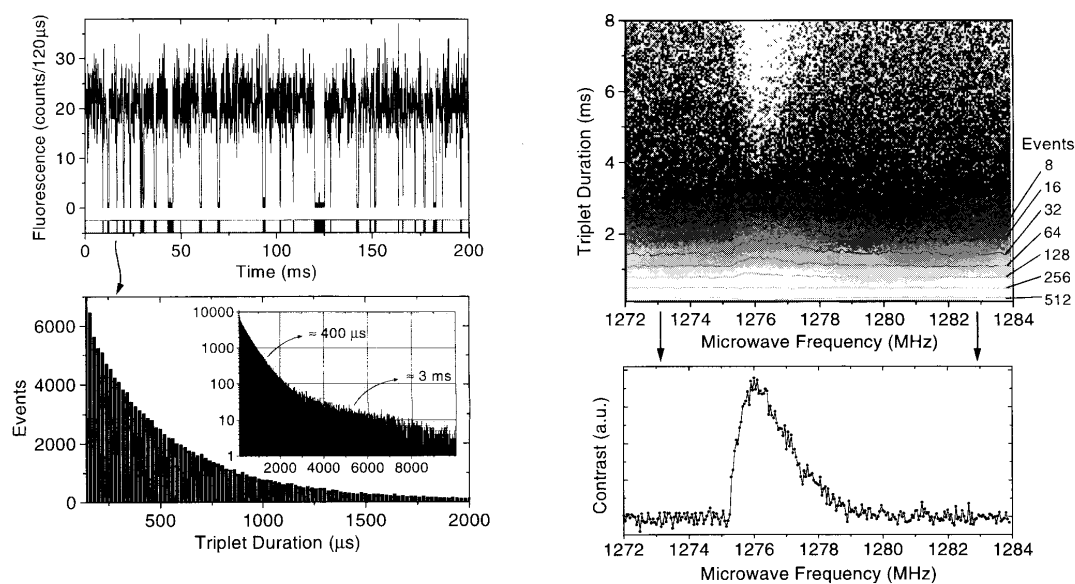 Fluorescence (counts/120µs)
30
20
10
0
0 50 100 150 200
Time (ms)
Events
6000
4000
2000
0
500 1000 1500 2000
Triplet Duration (µs)
10000
1000
100
10
1
2000 4000 6000 8000
≈ 400 µs
≈ 3 ms
Triplet Duration (ms)
8
6
4
2
1272 1274 1276 1278 1280 1282 1284
Microwave Frequency (MHz)
Events
8
16
32
64
128
256
512
Contrast (a.u.)
1272 1274 1276 1278 1280 1282 1284
Microwave Frequency (MHz)